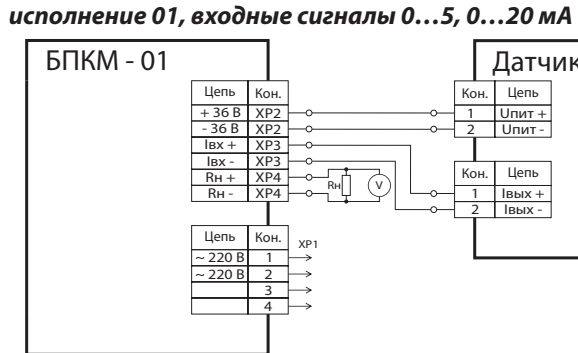 исполнение 01, входные сигналы 0...5, 0...20 мА
БПКМ - 01
Датчик
Цепь Кон.
+ 36 В XP2
- 36 В XP2
Iвх + XP3
Iвх - XP3
Rн + XP4
Rн - XP4
Rн
V
Кон. Цепь
1 Uпит +
2 Uпит -
Кон. Цепь
1 Iвых +
2 Iвых -
Цепь Кон.
XP1
~ 220 В 1
~ 220 В 2
3
4